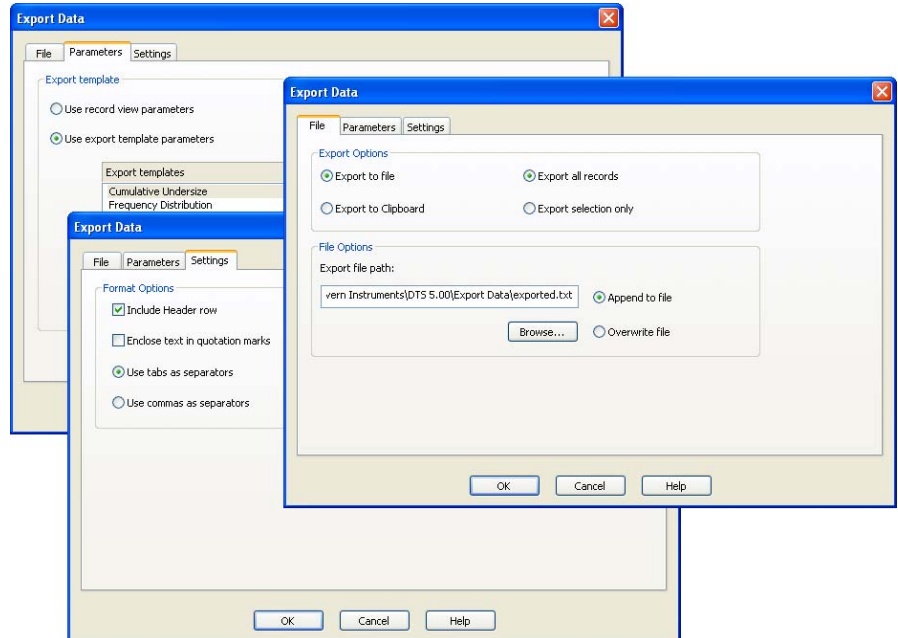 Export Data
File Parameters Settings
Export template
Use record view parameters
Use export template parameters
Export templates
Cumulative Undersize
Frequency Distribution
Export Data
File Parameters Settings
Export Options
Export to file Export all records
Export to Clipboard Export selection only
File Options
Export file path:
vern Instruments\DTS 5.00\Export Data\exported.txt Append to file
Browse... Overwrite file
OK Cancel Help
Export Data
File Parameters Settings
Format Options
Include Header row
Enclose text in quotation marks
Use tabs as separators
Use commas as separators
OK Cancel Help